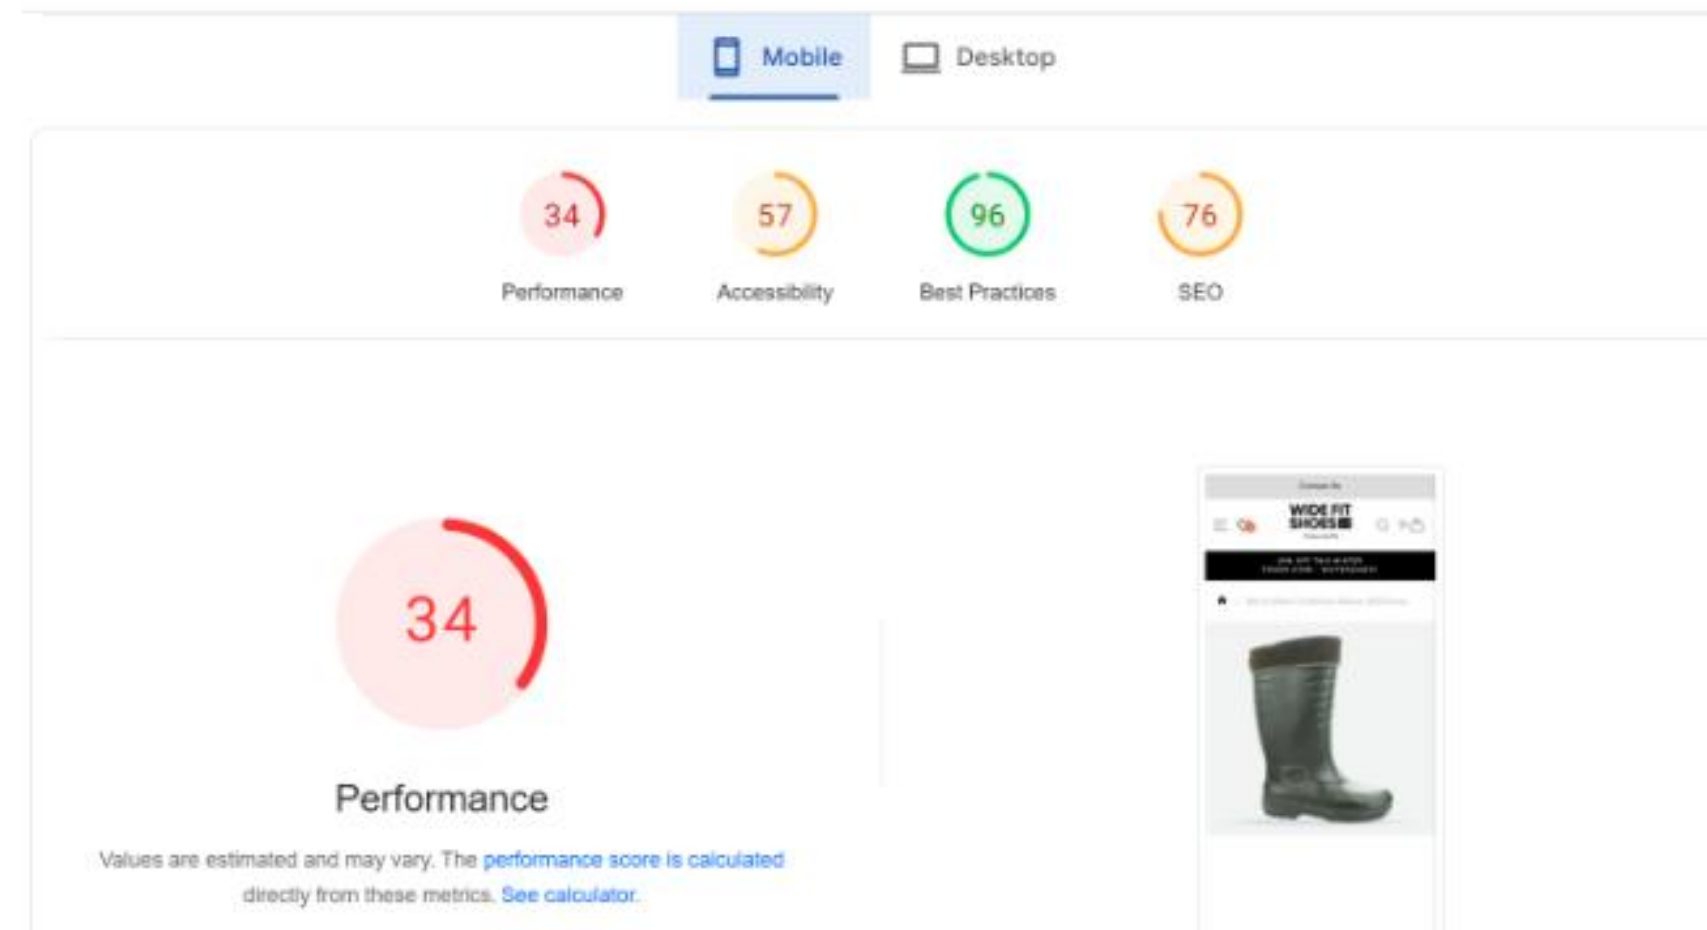 Mobile
Desktop
34
57
96
76
Performance
Accessibility
Best Practices
SEO
34
Performance
Values are estimated and may vary. The performance score is calculated
directly from these metrics. See calculator.
WIDE FIT
SHOES